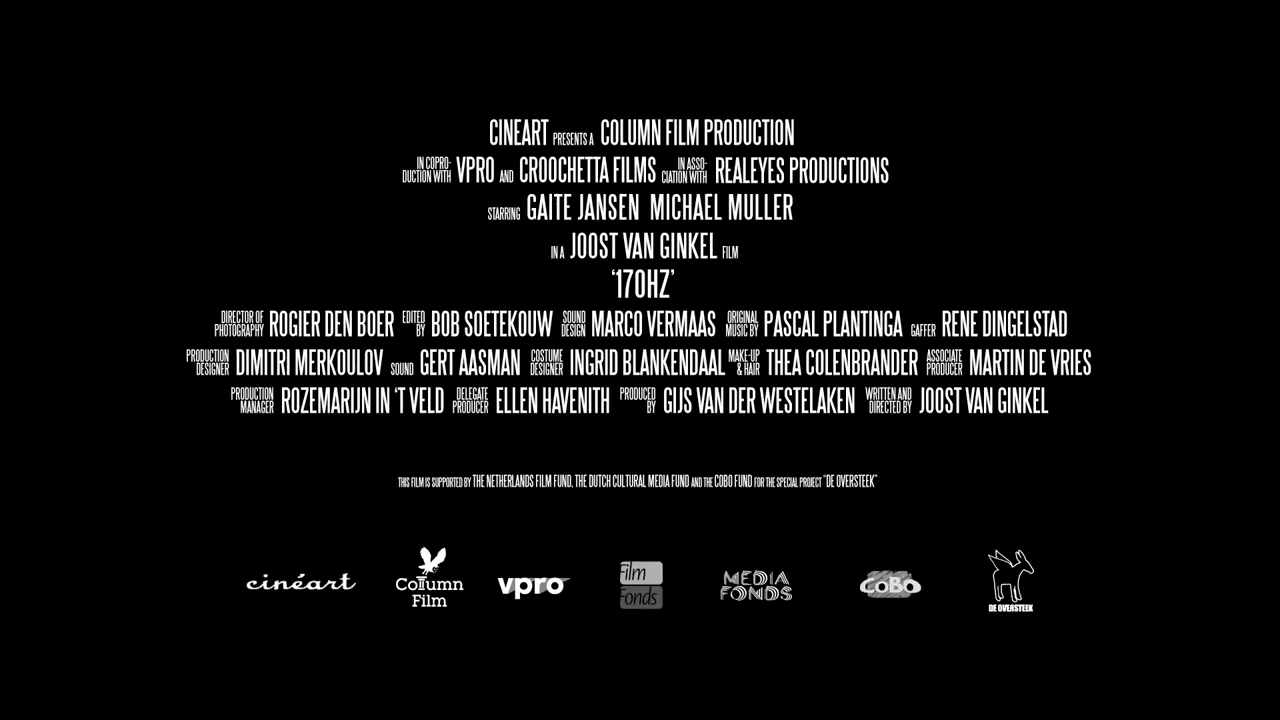 CINEART PRESENTS A COLUMN FILM PRODUCTION
IN COPRO-DUCTION WITH VPRO AND CROOCHETTA FILMS IN ASSO-CIATION WITH REALEYES PRODUCTIONS
STARRING GAITE JANSEN MICHAEL MULLER
IN A JOOST VAN GINKEL FILM
‘170HZ’
DIRECTOR OF PHOTOGRAPHY ROGIER DEN BOER EDITED BY BOB SOETEKOUW SOUND DESIGN MARCO VERMAAS ORIGINAL MUSIC BY PASCAL PLANTINGA GAFFER RENE DINGELSTAD
PRODUCTION DESIGNER DIMITRI MERKOULOV SOUND GERT AASMAN COSTUME DESIGNER INGRID BLANKENDAAL MAKE-UP & HAIR THEA COLENBRANDER ASSOCIATE PRODUCER MARTIN DE VRIES
PRODUCTION MANAGER ROZEMARIJN IN ‘T VELD DELEGATE PRODUCER ELLEN HAVENITH PRODUCED BY GIJS VAN DER WESTELAKEN WRITTEN AND DIRECTED BY JOOST VAN GINKEL
THIS FILM IS SUPPORTED BY THE NETHERLANDS FILM FUND, THE DUTCH CULTURAL MEDIA FUND AND THE COBO FUND FOR THE SPECIAL PROJECT “DE OVERSTEEK”
cinéart
Column
Film
vpro
Film
Fonds
MEDIA
FONDS
CoBO
DE OVERSTEEK